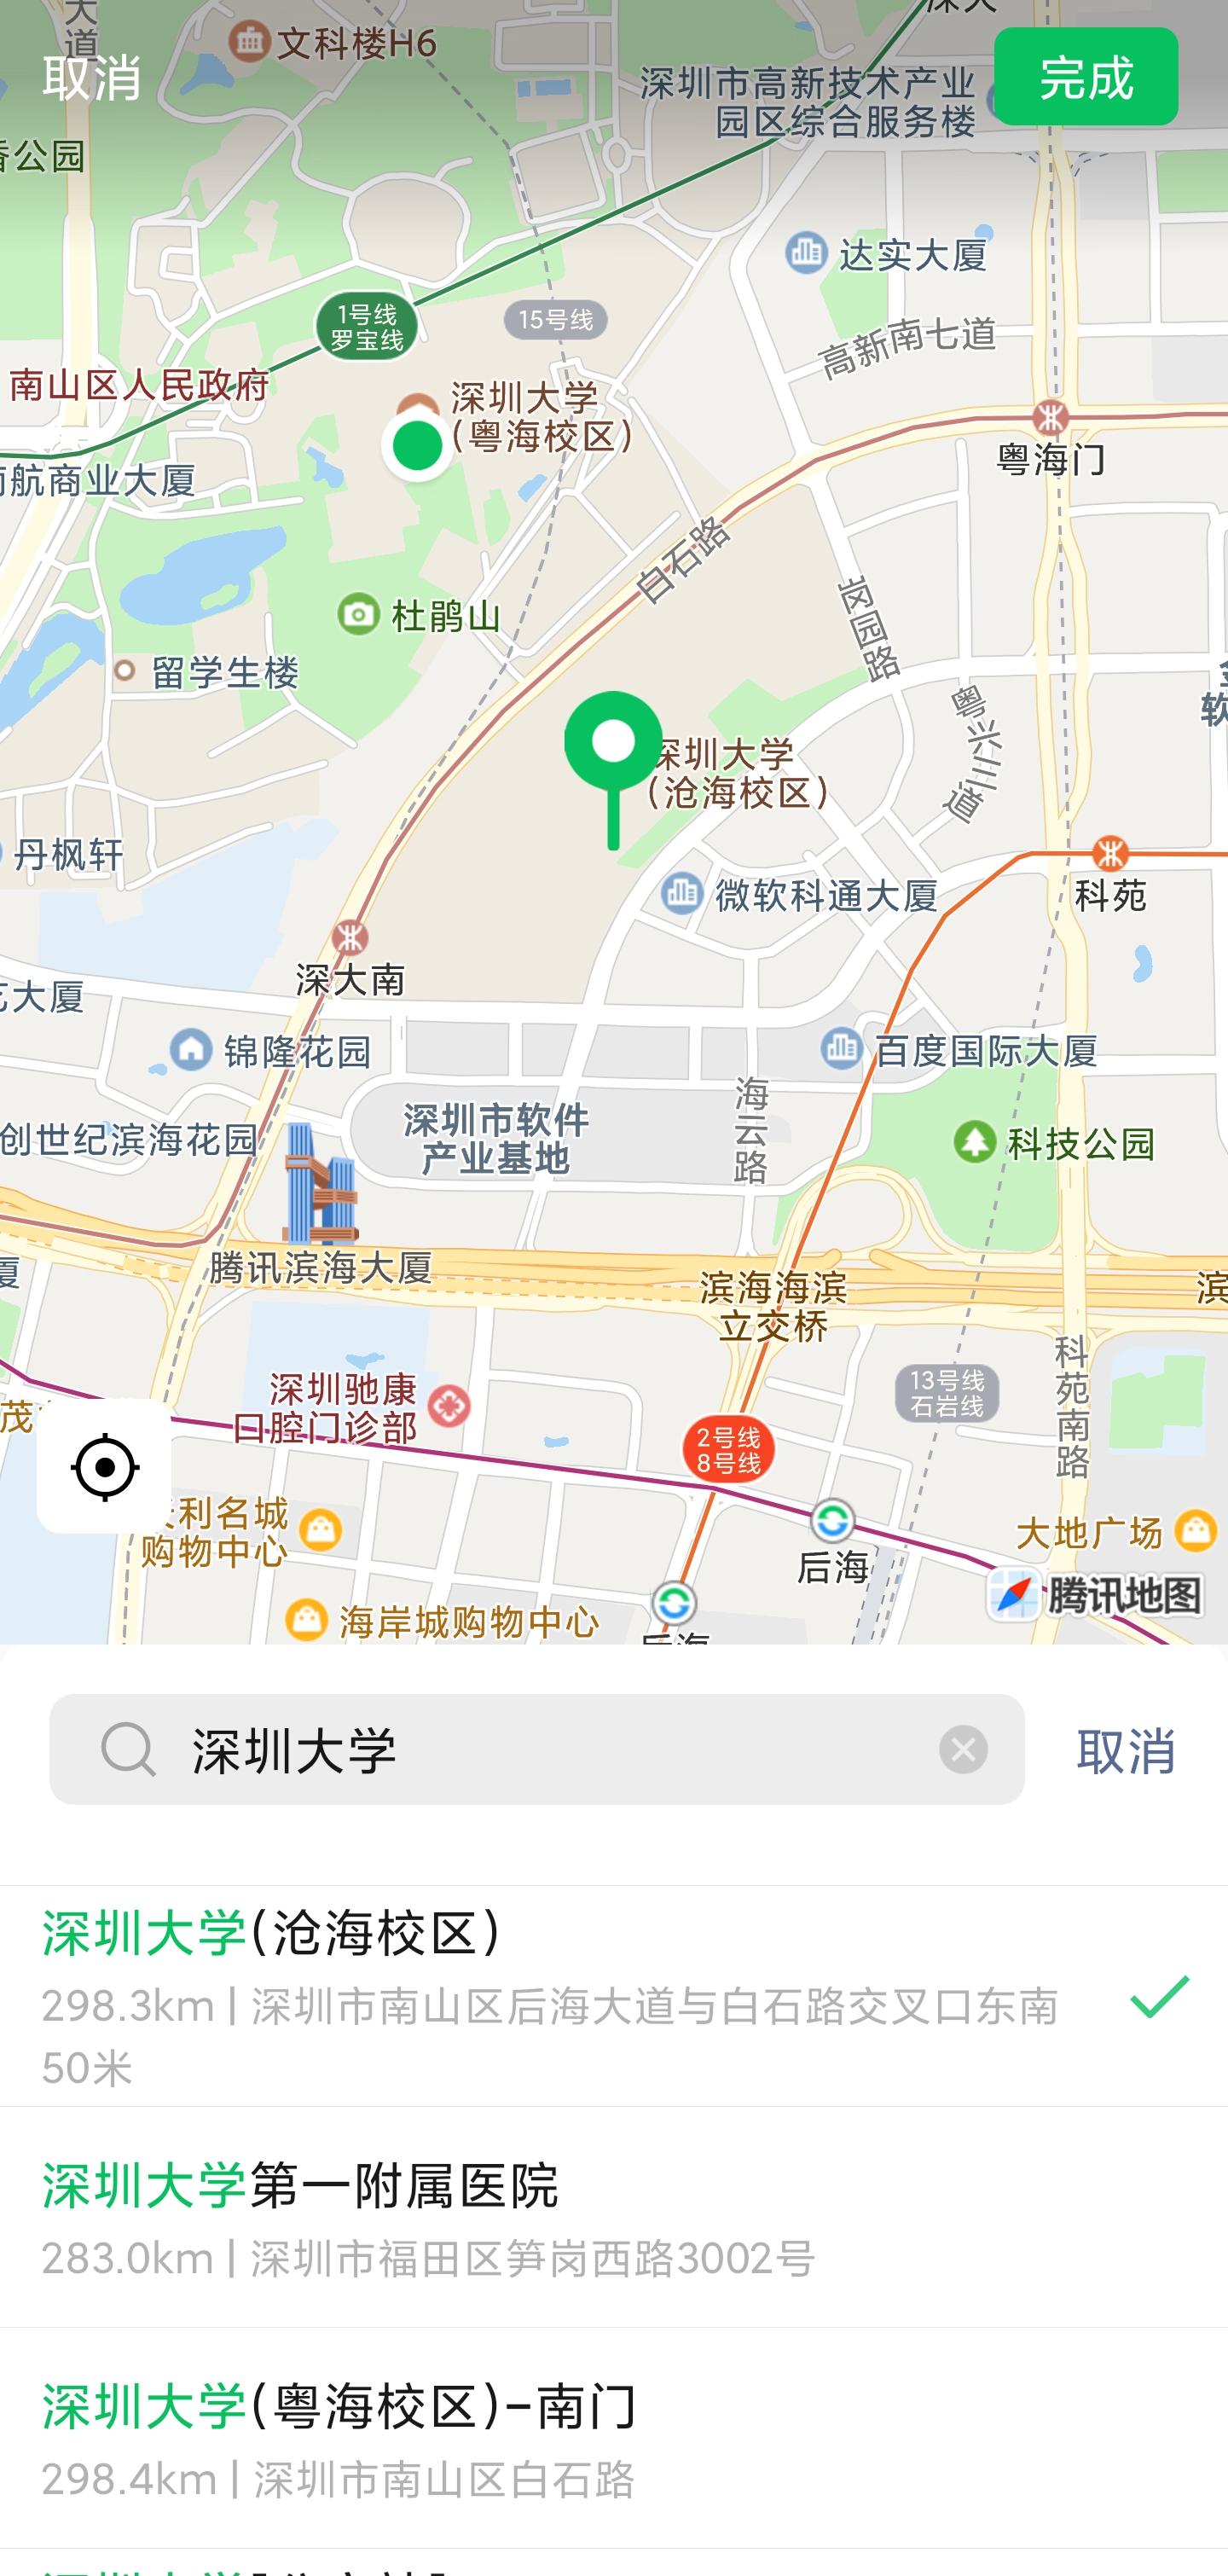 大道
文科楼H6
取消
深圳市高新技术产业
园区综合服务楼
完成
香公园
达实大厦
1号线
罗宝线
15号线
高新南七道
南山区人民政府
深圳大学
(粤海校区)
粤海门
航商业大厦
白石路
岗园路
杜鹃山
留学生楼
粤兴三道
软
深圳大学
(沧海校区)
丹枫轩
微软科通大厦
科苑
深大南
大厦
锦隆花园
百度国际大厦
深圳市软件
产业基地
海云路
创世纪滨海花园
科技公园
腾讯滨海大厦
厦
滨海海滨
立交桥
滨
科苑南路
深圳驰康
口腔门诊部
13号线
石岩线
茂
2号线
8号线
利名城
购物中心
后海
大地广场
腾讯地图
海岸城购物中心
后海
深圳大学
取消
深圳大学(沧海校区)
298.3km | 深圳市南山区后海大道与白石路交叉口东南
50米
深圳大学第一附属医院
283.0km | 深圳市福田区笋岗西路3002号
深圳大学(粤海校区)-南门
298.4km | 深圳市南山区白石路